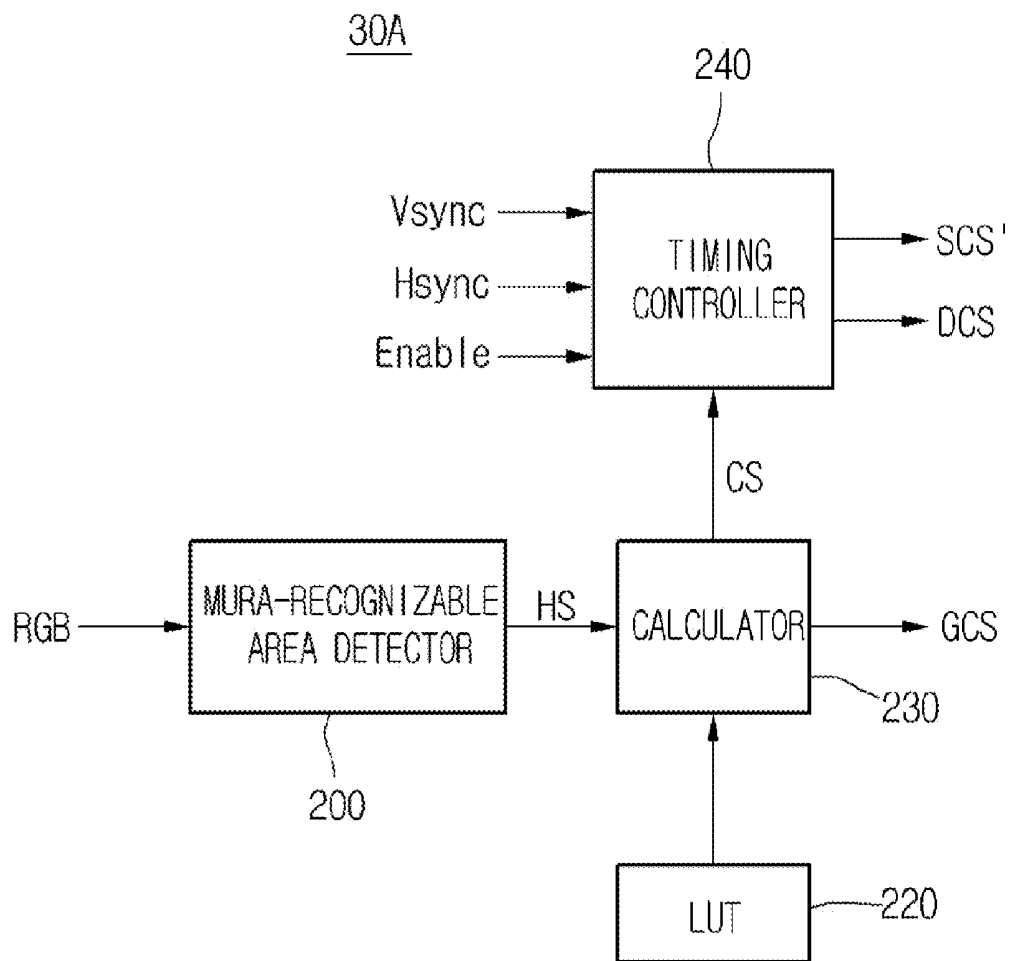 30A
240
Vsync
Hsync
Enable
TIMING
CONTROLLER
SCS'
DCS
CS
RGB
MURA-RECOGNIZABLE
AREA DETECTOR
HS
CALCULATOR
GCS
230
200
LUT
220